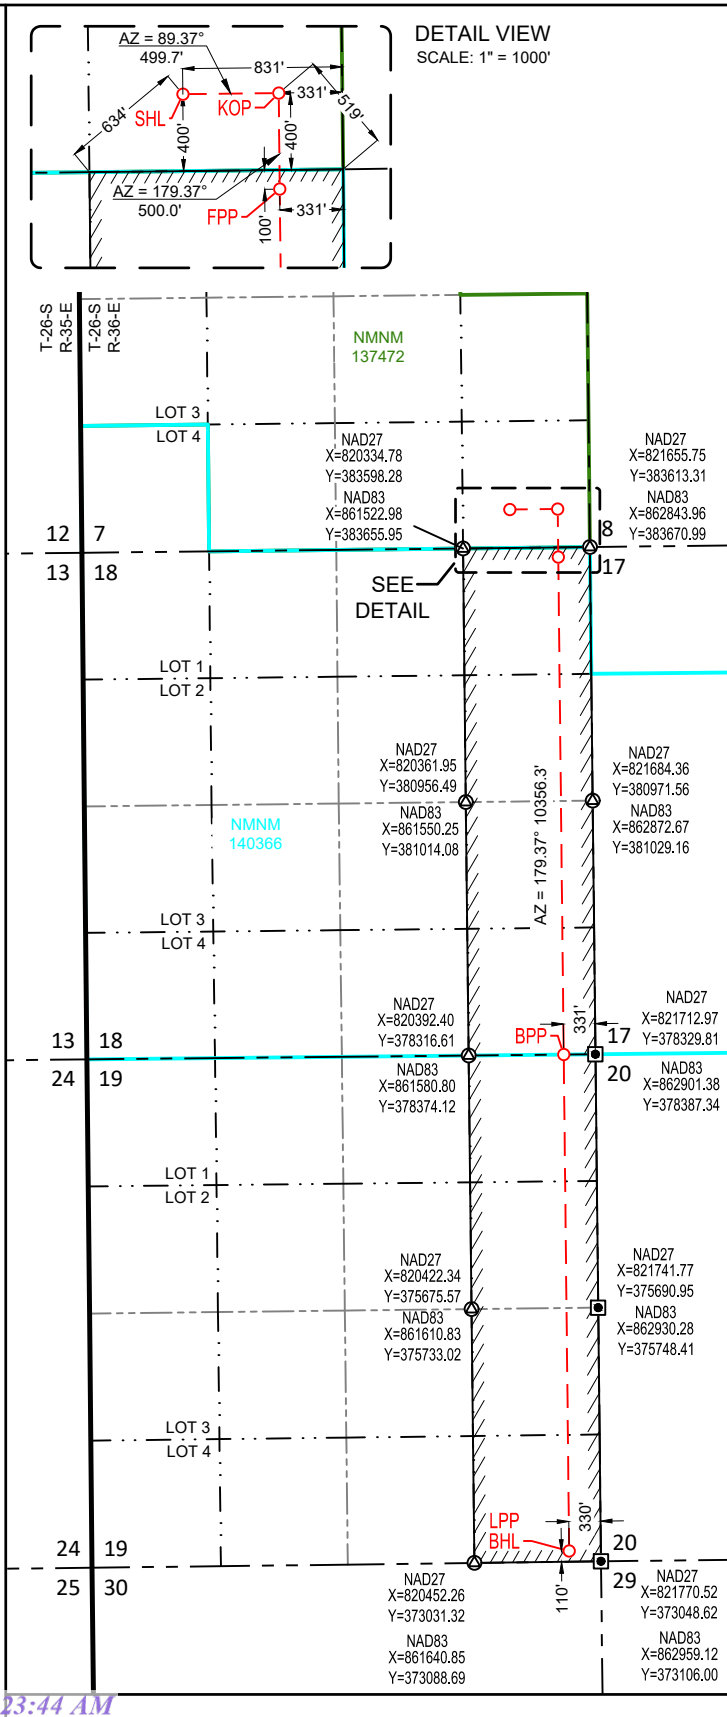 DETAIL VIEW
SCALE: 1" = 1000'
AZ = 89.37°
499.7'
831'
634'
SHL
KOP
331'
519'
400'
400'
AZ = 179.37°
500.0'
FPP
100'
331'
T-26-S
R-35-E
T-26-S
R-36-E
NMNM
137472
LOT 3
LOT 4
NAD27
X=820334.78
Y=383598.28
NAD83
X=861522.98
Y=383655.95
NAD27
X=821655.75
Y=383613.31
NAD83
X=862843.96
Y=383670.99
12
7
8
13
18
17
SEE
DETAIL
LOT 1
LOT 2
NAD27
X=820361.95
Y=380956.49
NAD83
X=861550.25
Y=381014.08
NAD27
X=821684.36
Y=380971.56
NAD83
X=862872.67
Y=381029.16
NMNM
140366
AZ = 179.37° 10356.3'
LOT 3
LOT 4
NAD27
X=820392.40
Y=378316.61
NAD83
X=861580.80
Y=378374.12
BPP
331'
NAD27
X=821712.97
Y=378329.81
NAD83
X=862901.38
Y=378387.34
13
18
17
24
19
20
LOT 1
LOT 2
NAD27
X=820422.34
Y=375675.57
NAD83
X=861610.83
Y=375733.02
NAD27
X=821741.77
Y=375690.95
NAD83
X=862930.28
Y=375748.41
LOT 3
LOT 4
LPP
BHL
330'
24
19
20
25
30
29
110'
NAD27
X=820452.26
Y=373031.32
NAD83
X=861640.85
Y=373088.69
NAD27
X=821770.52
Y=373048.62
NAD83
X=862959.12
Y=373106.00
23:44 AM